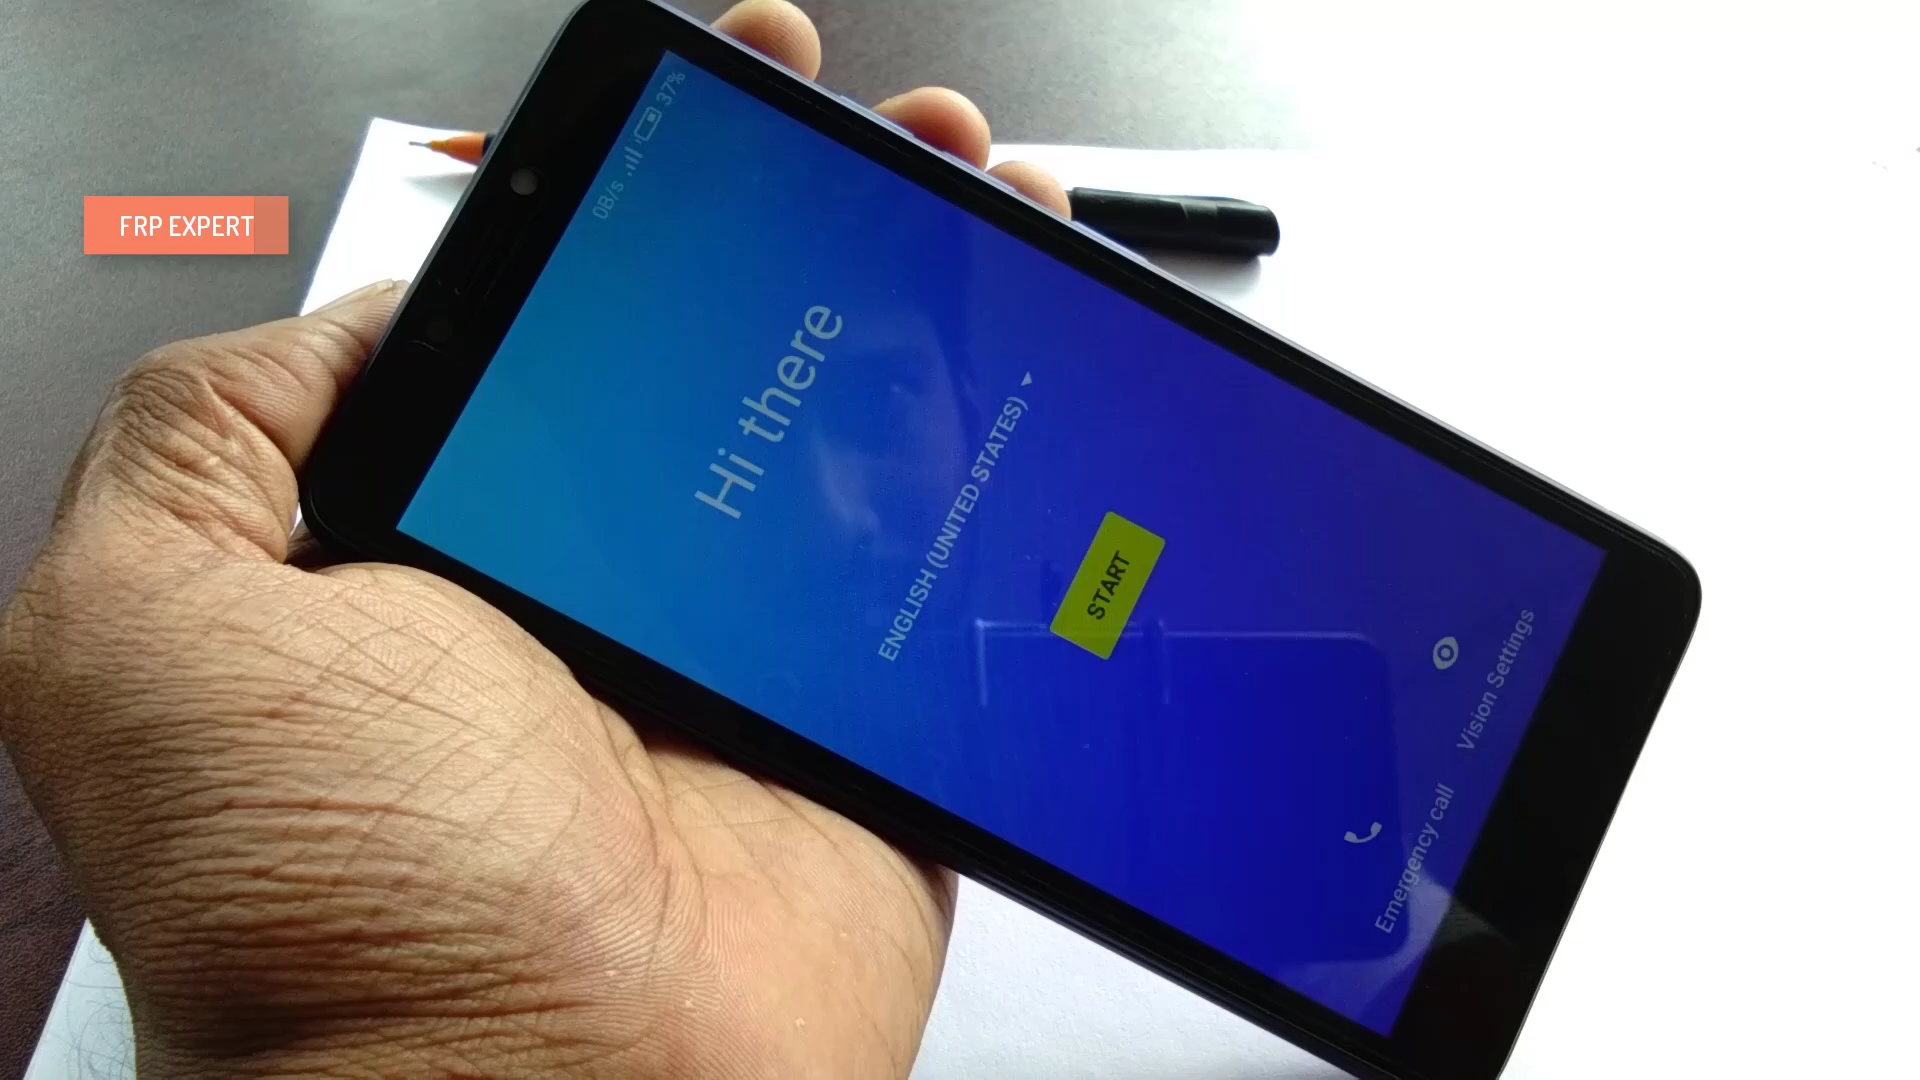 FRP EXPERT
0B/s 37%
Hi there
ENGLISH (UNITED STATES)
START
Vision Settings
Emergency call